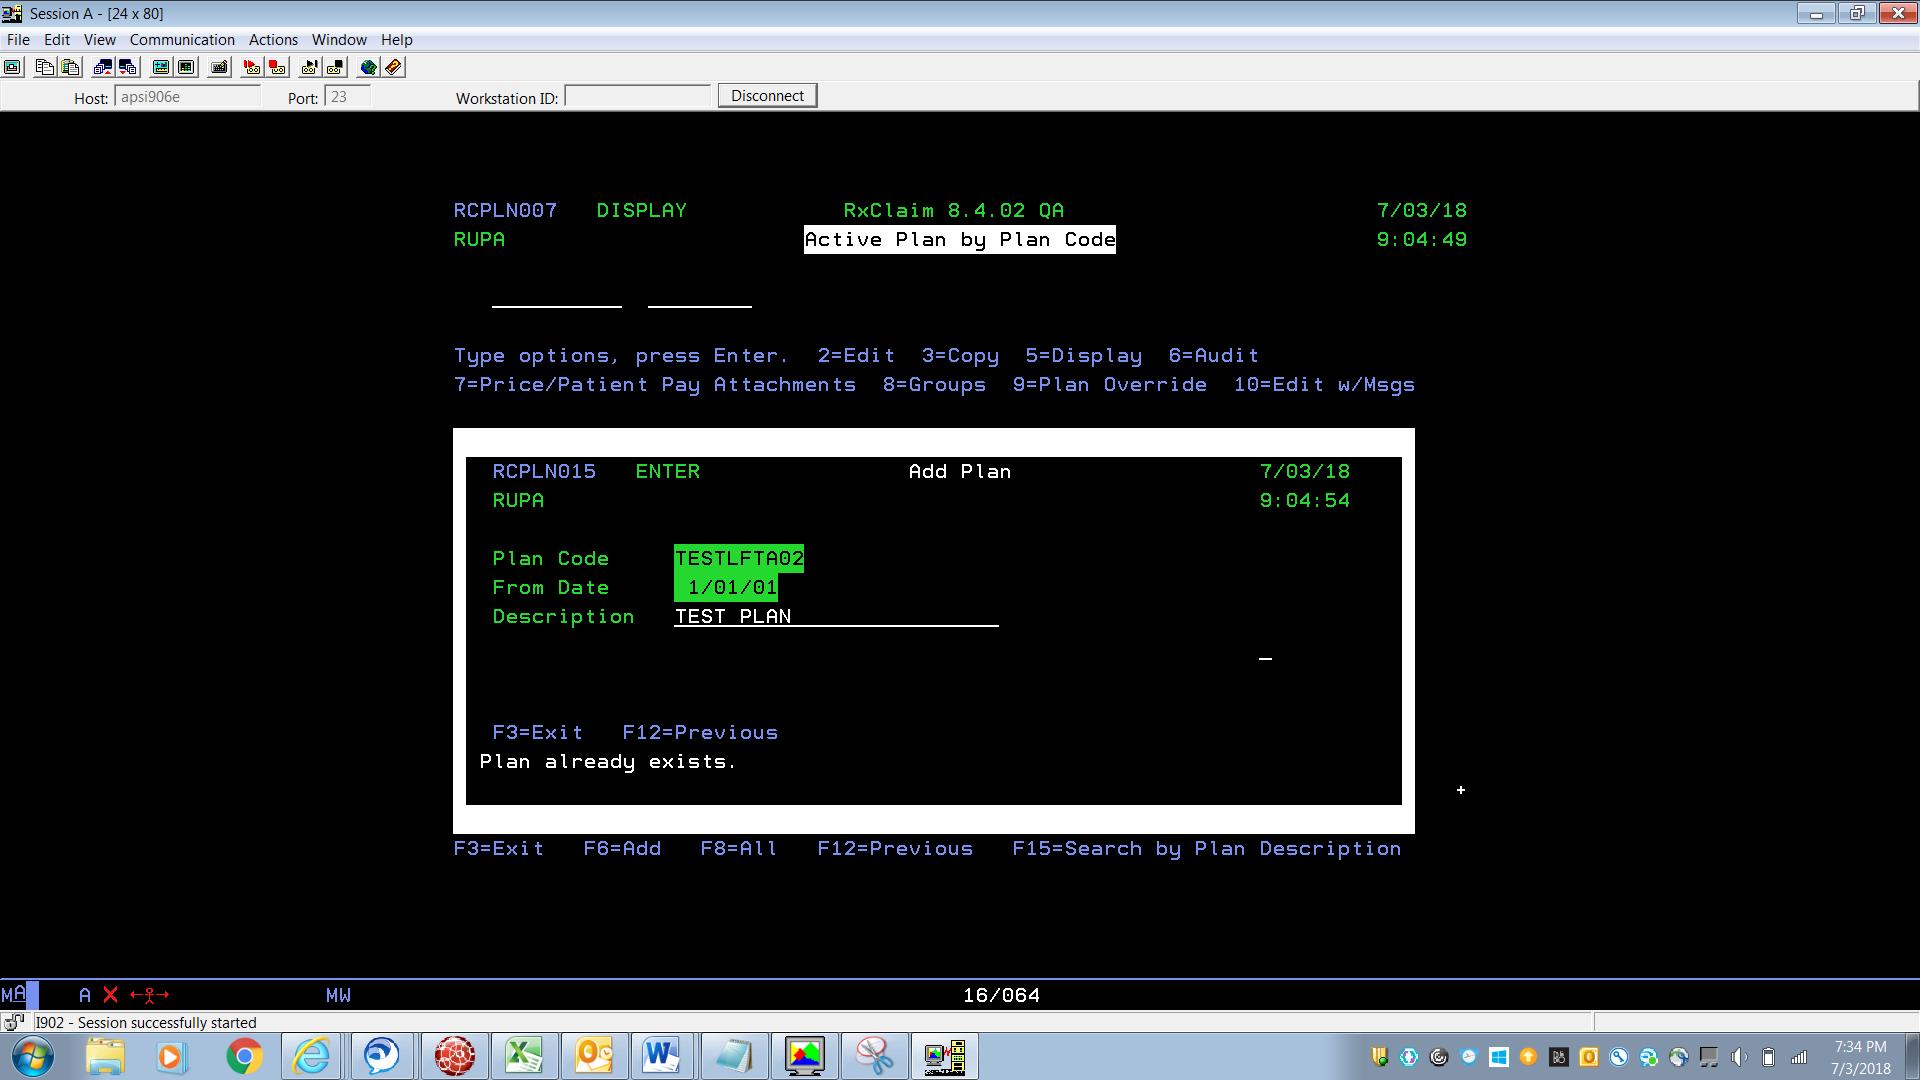 Session A - [24 x 80]
File Edit View Communication Actions Window Help
Host: apsi906e Port: 23 Workstation ID: Disconnect
RCPLN007 DISPLAY RxClaim 8.4.02 QA 7/03/18
RUPA Active Plan by Plan Code 9:04:49
Type options, press Enter. 2=Edit 3=Copy 5=Display 6=Audit
7=Price/Patient Pay Attachments 8=Groups 9=Plan Override 10=Edit w/Msgs
RCPLN015 ENTER Add Plan 7/03/18
RUPA 9:04:54
Plan Code TESTLFTA02
From Date 1/01/01
Description TEST PLAN
F3=Exit F12=Previous
Plan already exists.
+
F3=Exit F6=Add F8=All F12=Previous F15=Search by Plan Description
MA A MW 16/064
I902 - Session successfully started
7:34 PM
7/3/2018